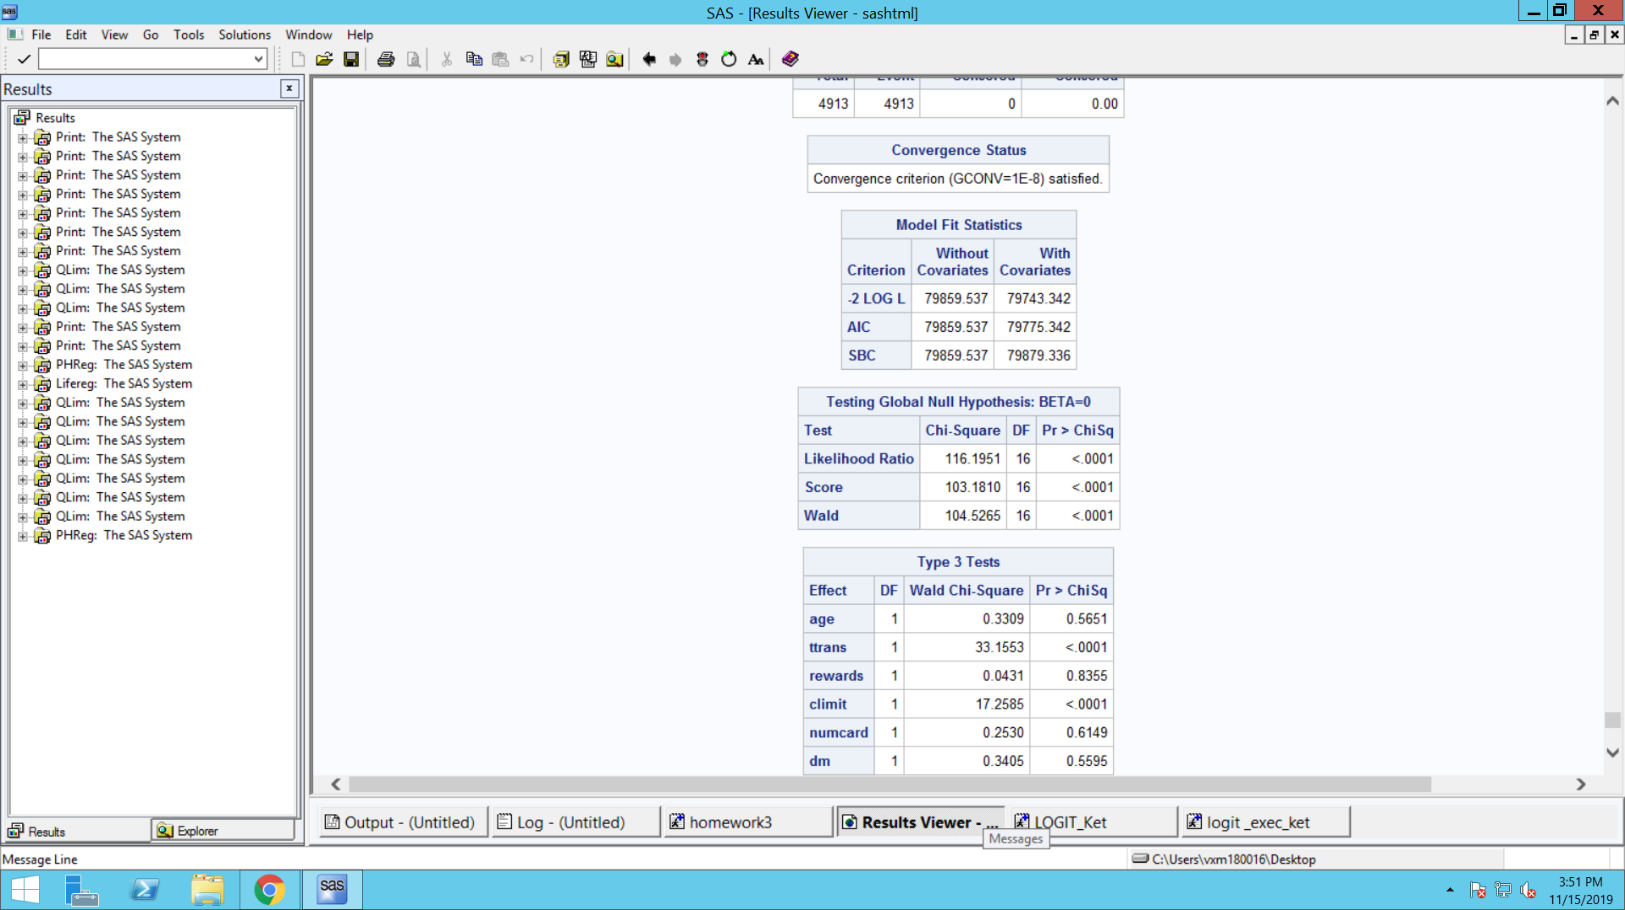 SAS - [Results Viewer - sashtml]
File Edit View Go Tools Solutions Window Help
Results
Results
Print: The SAS System
Print: The SAS System
Print: The SAS System
Print: The SAS System
Print: The SAS System
Print: The SAS System
Print: The SAS System
QLim: The SAS System
QLim: The SAS System
QLim: The SAS System
Print: The SAS System
Print: The SAS System
PHReg: The SAS System
Lifereg: The SAS System
QLim: The SAS System
QLim: The SAS System
QLim: The SAS System
QLim: The SAS System
QLim: The SAS System
QLim: The SAS System
QLim: The SAS System
PHReg: The SAS System
Results Explorer
Total Event Censored Censored
4913 4913 0 0.00
Convergence Status
Convergence criterion (GCONV=1E-8) satisfied.
Model Fit Statistics
Without With
Criterion Covariates Covariates
-2 LOG L 79859.537 79743.342
AIC 79859.537 79775.342
SBC 79859.537 79879.336
Testing Global Null Hypothesis: BETA=0
Test Chi-Square DF Pr > ChiSq
Likelihood Ratio 116.1951 16 <.0001
Score 103.1810 16 <.0001
Wald 104.5265 16 <.0001
Type 3 Tests
Effect DF Wald Chi-Square Pr > ChiSq
age 1 0.3309 0.5651
ttrans 1 33.1553 <.0001
rewards 1 0.0431 0.8355
climit 1 17.2585 <.0001
numcard 1 0.2530 0.6149
dm 1 0.3405 0.5595
Output - (Untitled) Log - (Untitled) homework3 Results Viewer - ... LOGIT_Ket logit _exec_ket
Messages
Message Line C:\Users\vxm180016\Desktop
sas
3:51 PM
11/15/2019